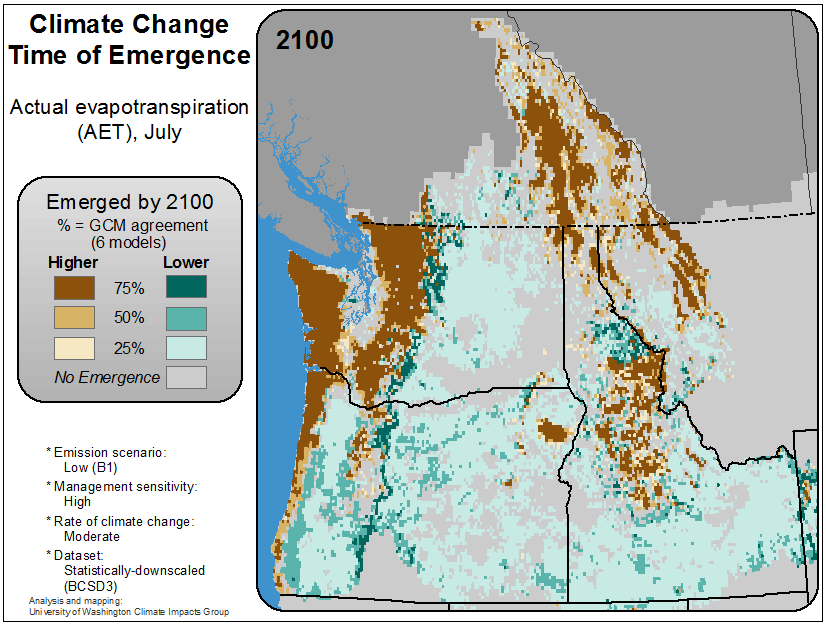 Climate Change
Time of Emergence
Actual evapotranspiration
(AET), July
Emerged by 2100
% = GCM agreement
(6 models)
Higher Lower
75%
50%
25%
No Emergence
* Emission scenario:
Low (B1)
* Management sensitivity:
High
* Rate of climate change:
Moderate
* Dataset:
Statistically-downscaled
(BCSD3)
Analysis and mapping:
University of Washington Climate Impacts Group
2100